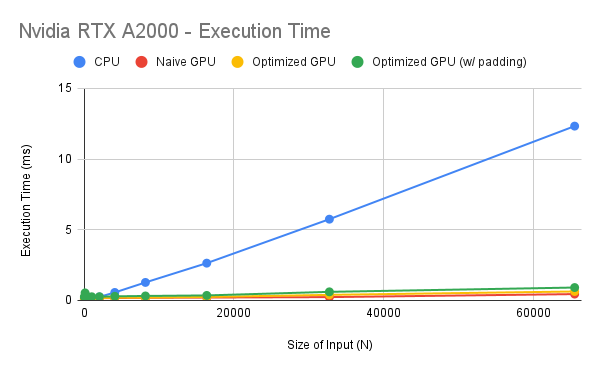 Nvidia RTX A2000 - Execution Time
CPU Naive GPU Optimized GPU Optimized GPU (w/ padding)
15
10
5
0
Execution Time (ms)
0 20000 40000 60000
Size of Input (N)